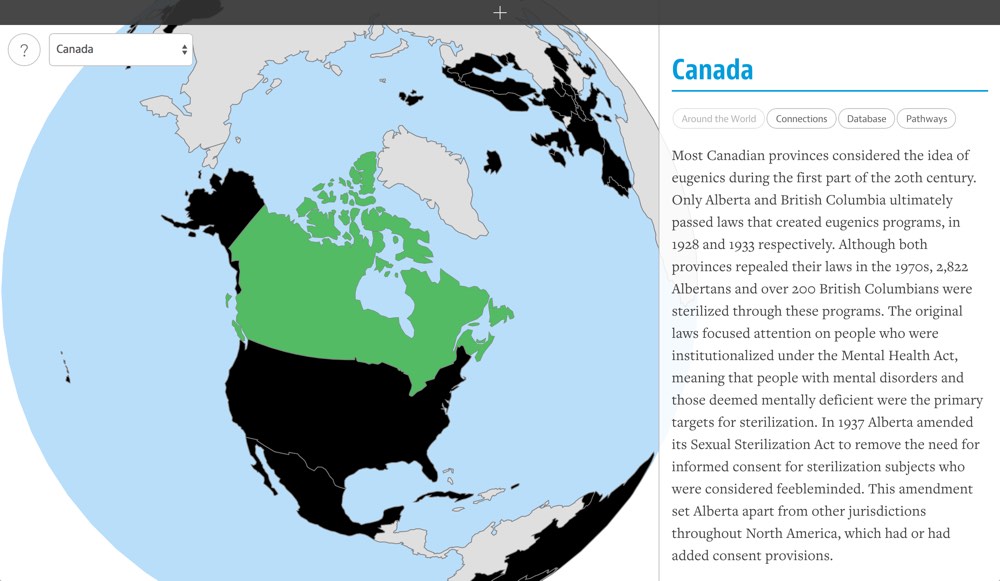 +
?
Canada
Canada
Around the World Connections Database Pathways
Most Canadian provinces considered the idea of
eugenics during the first part of the 20th century.
Only Alberta and British Columbia ultimately
passed laws that created eugenics programs, in
1928 and 1933 respectively. Although both
provinces repealed their laws in the 1970s, 2,822
Albertans and over 200 British Columbians were
sterilized through these programs. The original
laws focused attention on people who were
institutionalized under the Mental Health Act,
meaning that people with mental disorders and
those deemed mentally deficient were the primary
targets for sterilization. In 1937 Alberta amended
its Sexual Sterilization Act to remove the need for
informed consent for sterilization subjects who
were considered feebleminded. This amendment
set Alberta apart from other jurisdictions
throughout North America, which had or had
added consent provisions.